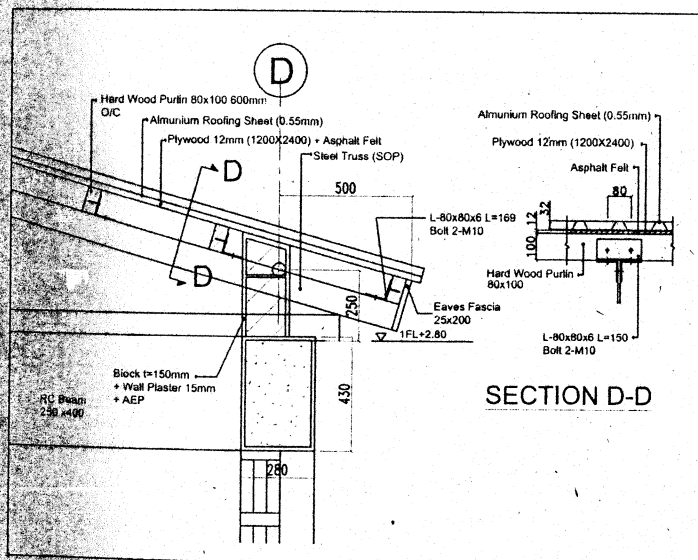 D
Hard Wood Purlin 80x100 600mm
O/C
Almunium Roofing Sheet (0.55mm)
Plywood 12mm (1200X2400) + Asphalt Felt
Steel Truss (SOP)
D
D
500
L-80x80x6 L=169
Bolt 2-M10
250
Eaves Fascia
25x200
1FL+2.80
Block t=150mm
+ Wall Plaster 15mm
+ AEP
RC Beam
250 x400
430
280
Almunium Roofing Sheet (0.55mm)
Plywood 12mm (1200X2400)
Asphalt Felt
80
32
12
100
Hard Wood Purlin
80x100
L-80x80x6 L=150
Bolt 2-M10
SECTION D-D